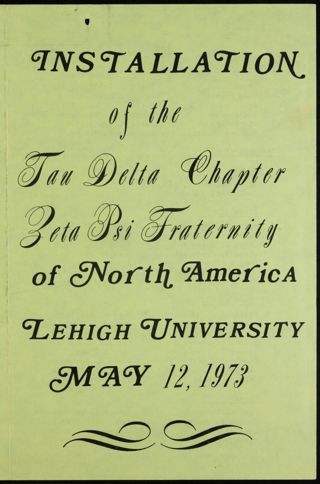 INSTALLATION
of the
Tau Delta Chapter
Zeta Psi Fraternity
of North America
LEHIGH UNIVERSITY
MAY 12, 1973